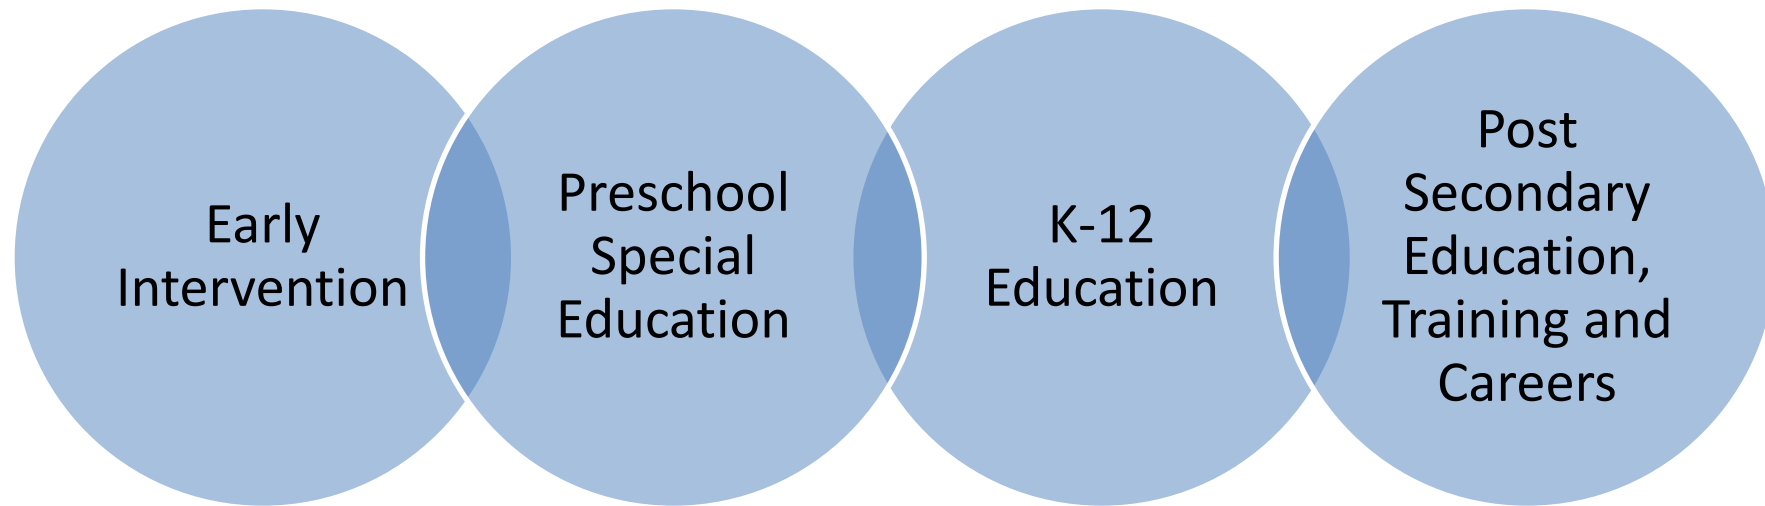 Early
Intervention
Preschool
Special
Education
K-12
Education
Post
Secondary
Education,
Training and
Careers